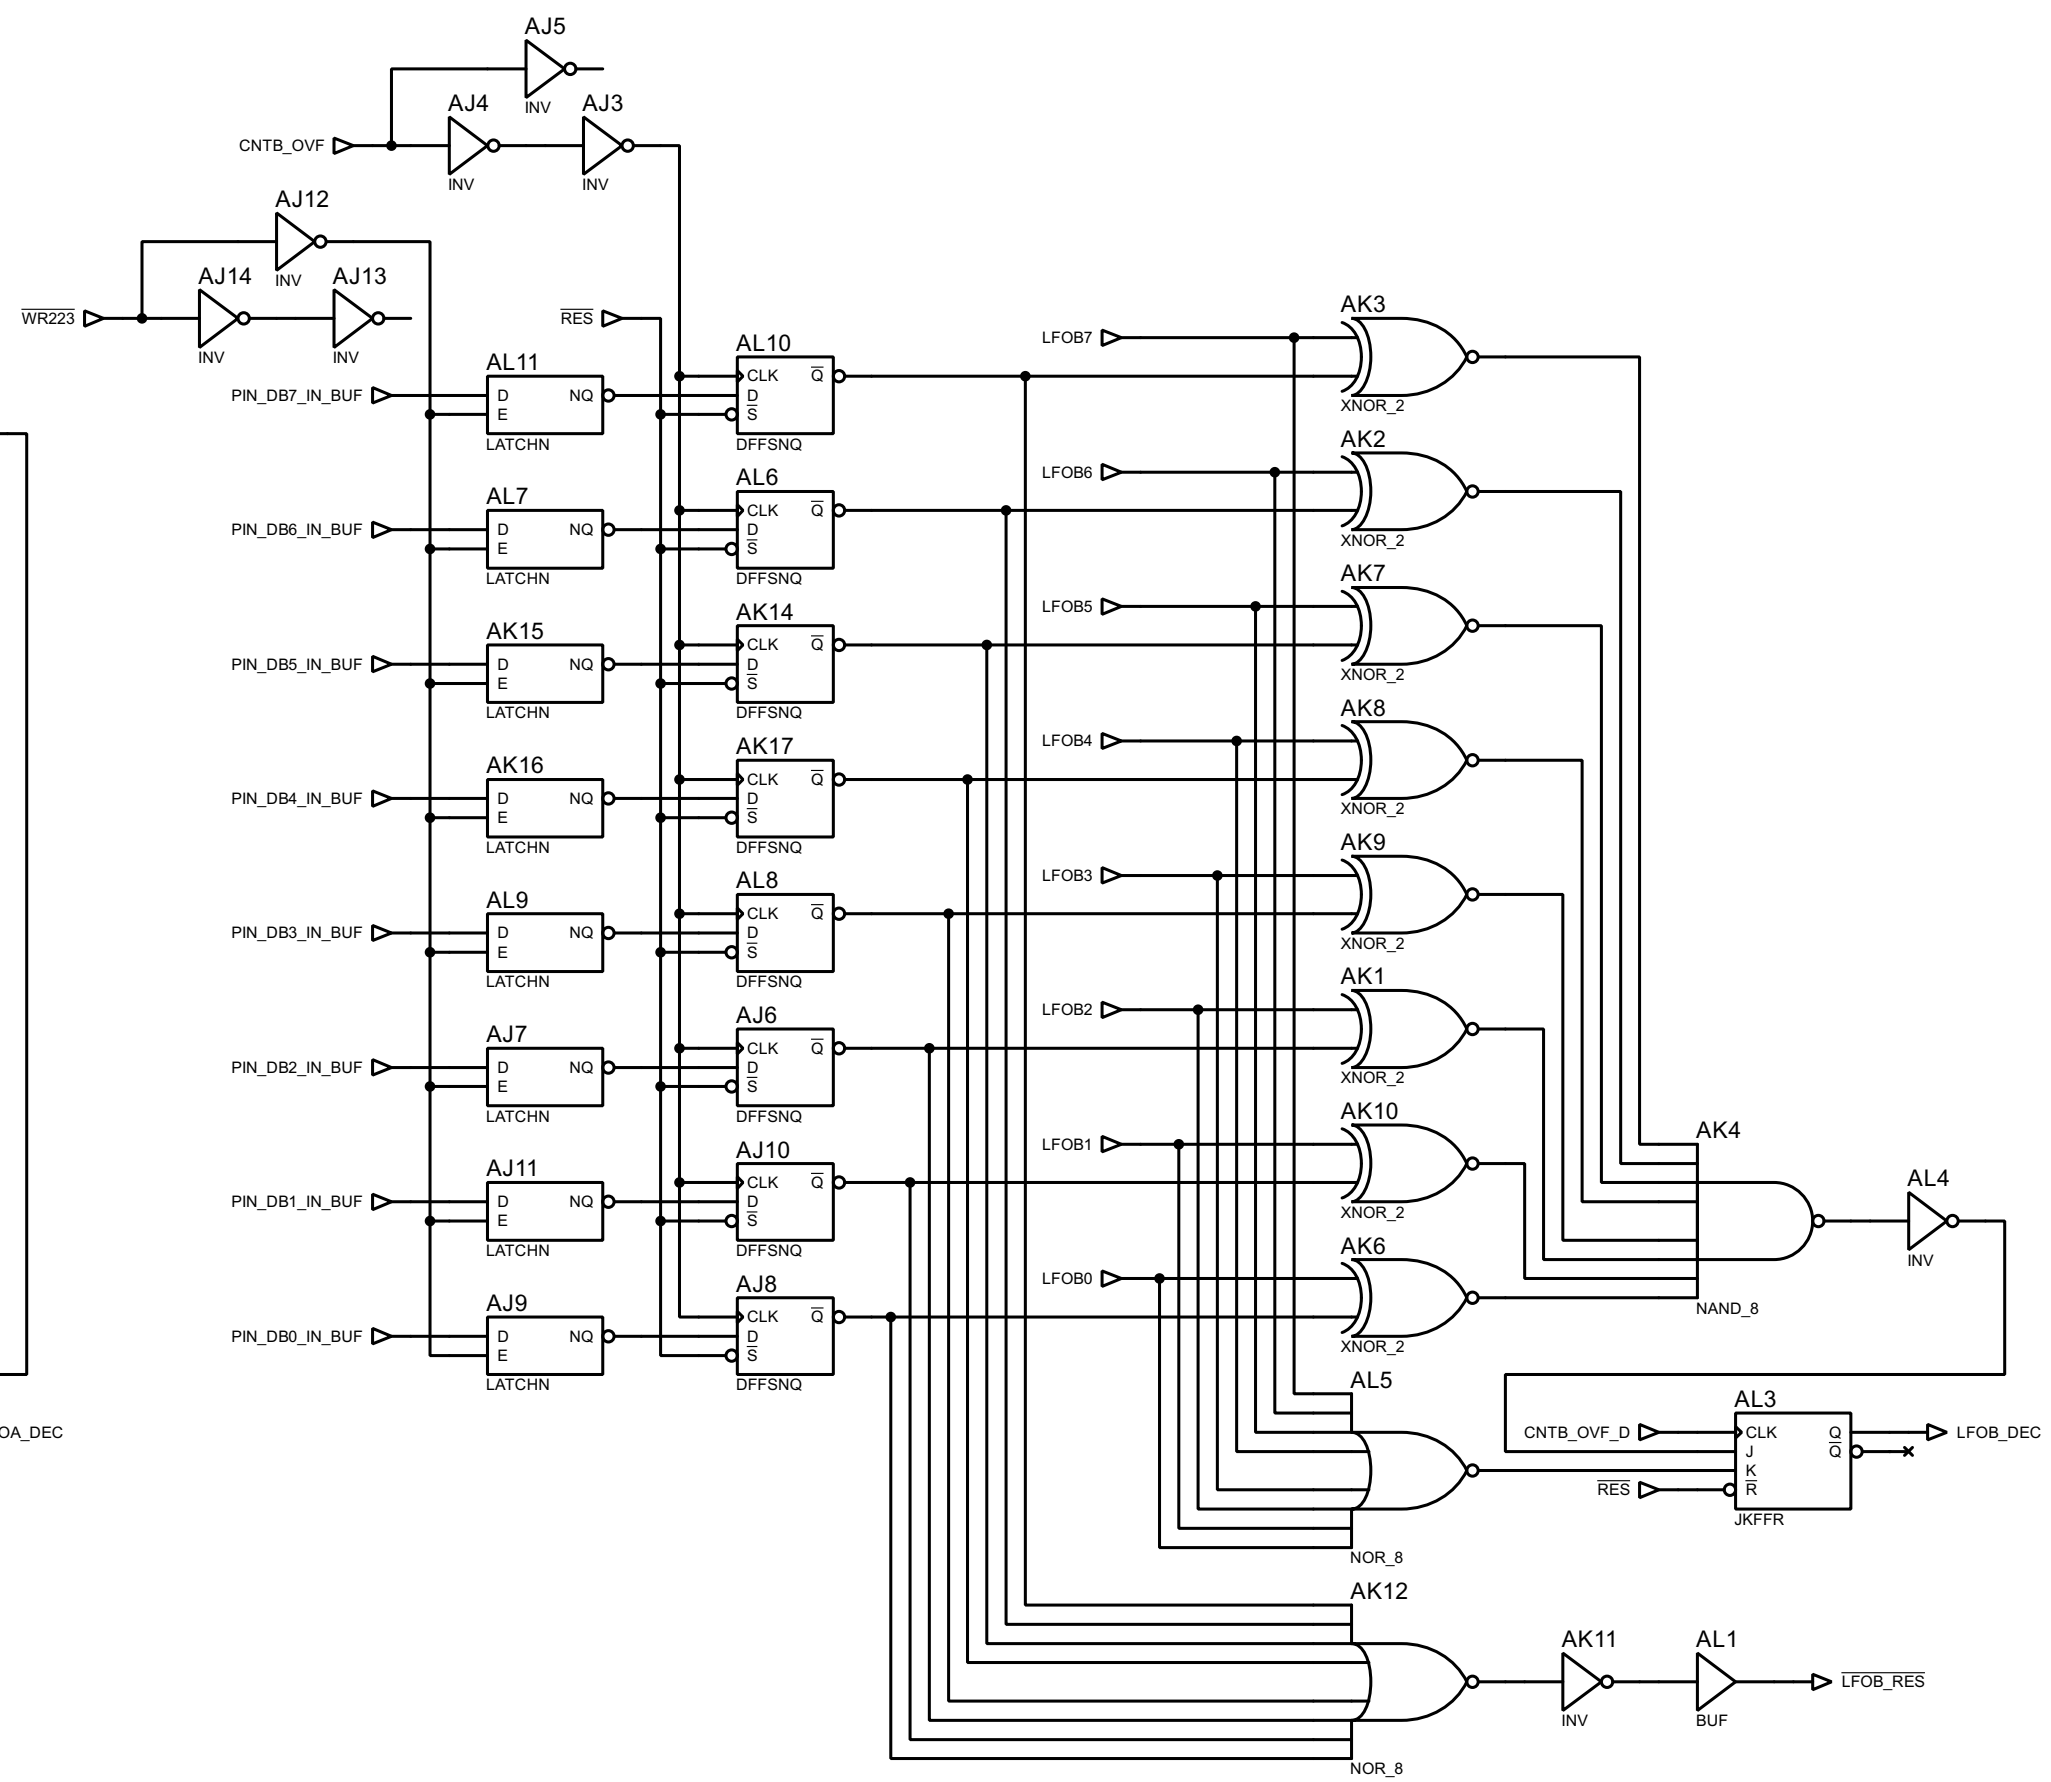 AJ5
INV
AJ4
AJ3
CNTB_OVF
INV
INV
AJ12
INV
AJ14
AJ13
WR223
INV
INV
RES
AL11
PIN_DB7_IN_BUF
D
NQ
E
LATCHN
AL10
CLK
Q
D
S
DFFSNQ
LFOB7
AK3
XNOR_2
AL7
PIN_DB6_IN_BUF
D
NQ
E
LATCHN
AL6
CLK
Q
D
S
DFFSNQ
LFOB6
AK2
XNOR_2
AK15
PIN_DB5_IN_BUF
D
NQ
E
LATCHN
AK14
CLK
Q
D
S
DFFSNQ
LFOB5
AK7
XNOR_2
AK16
PIN_DB4_IN_BUF
D
NQ
E
LATCHN
AK17
CLK
Q
D
S
DFFSNQ
LFOB4
AK8
XNOR_2
AL9
PIN_DB3_IN_BUF
D
NQ
E
LATCHN
AL8
CLK
Q
D
S
DFFSNQ
LFOB3
AK9
XNOR_2
AJ7
PIN_DB2_IN_BUF
D
NQ
E
LATCHN
AJ6
CLK
Q
D
S
DFFSNQ
LFOB2
AK1
XNOR_2
AJ11
PIN_DB1_IN_BUF
D
NQ
E
LATCHN
AJ10
CLK
Q
D
S
DFFSNQ
LFOB1
AK10
XNOR_2
AJ9
PIN_DB0_IN_BUF
D
NQ
E
LATCHN
AJ8
CLK
Q
D
S
DFFSNQ
LFOB0
AK6
XNOR_2
AK4
NAND_8
AL4
INV
OA_DEC
AL5
NOR_8
AL3
CNTB_OVF_D
CLK
Q
J
Q
K
RES
R
JKFFR
LFOB_DEC
AK12
NOR_8
AK11
INV
AL1
BUF
LFOB_RES